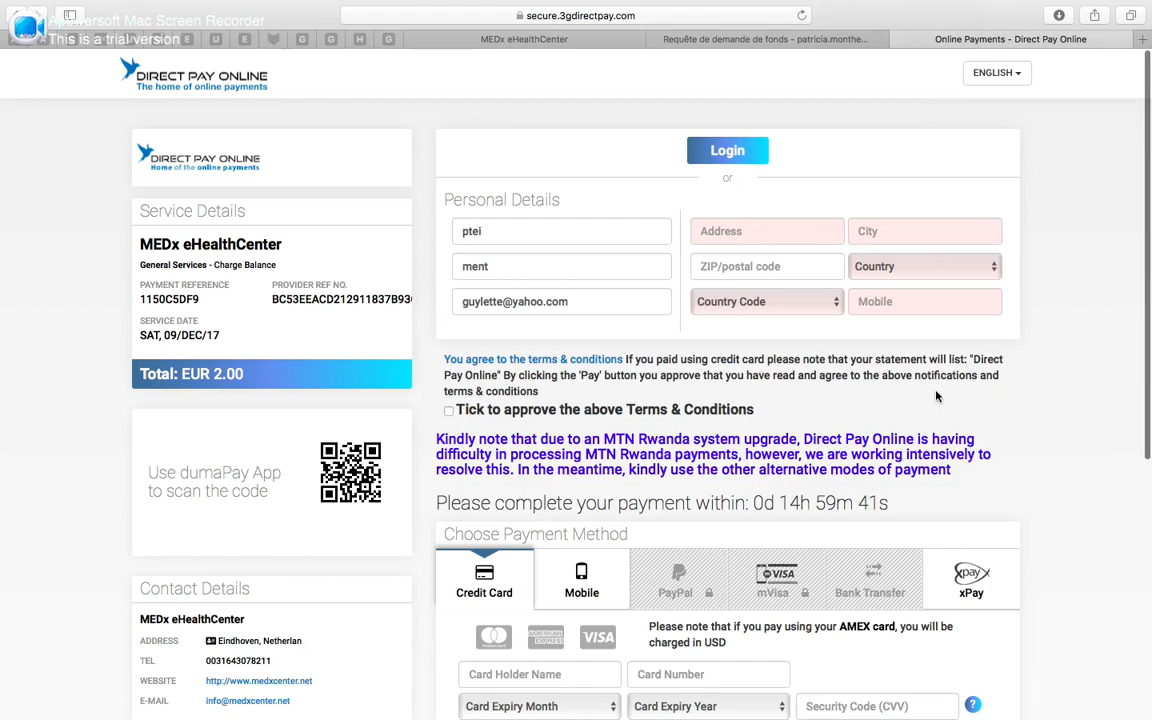 secure.3gdirectpay.com
Apowersoft Mac Screen Recorder
This is a trial version
U E G G H G
MEDx eHealthCenter
Requête de demande de fonds - patricia.monthe...
Online Payments - Direct Pay Online
DIRECT PAY ONLINE
The home of online payments
ENGLISH
DIRECT PAY ONLINE
Home of the online payments
Service Details
MEDx eHealthCenter
General Services - Charge Balance
PAYMENT REFERENCE PROVIDER REF NO.
1150C5DF9 BC53EEACD212911837B93
SERVICE DATE
SAT, 09/DEC/17
Total: EUR 2.00
Use dumaPay App
to scan the code
Contact Details
MEDx eHealthCenter
ADDRESS Eindhoven, Netherlan
TEL 0031643078211
WEBSITE http://www.medxcenter.net
E-MAIL info@medxcenter.net
Login
or
Personal Details
ptei Address City
ment ZIP/postal code Country
guylette@yahoo.com Country Code Mobile
You agree to the terms & conditions If you paid using credit card please note that your statement will list: "Direct
Pay Online" By clicking the 'Pay' button you approve that you have read and agree to the above notifications and
terms & conditions
Tick to approve the above Terms & Conditions
Kindly note that due to an MTN Rwanda system upgrade, Direct Pay Online is having
difficulty in processing MTN Rwanda payments, however, we are working intensively to
resolve this. In the meantime, kindly use the other alternative modes of payment
Please complete your payment within: 0d 14h 59m 41s
Choose Payment Method
VISA xpay
Credit Card Mobile PayPal mVisa Bank Transfer xPay
AMERICAN EXPRESS VISA
Please note that if you pay using your AMEX card, you will be
charged in USD
Card Holder Name Card Number
Card Expiry Month Card Expiry Year Security Code (CVV) ?